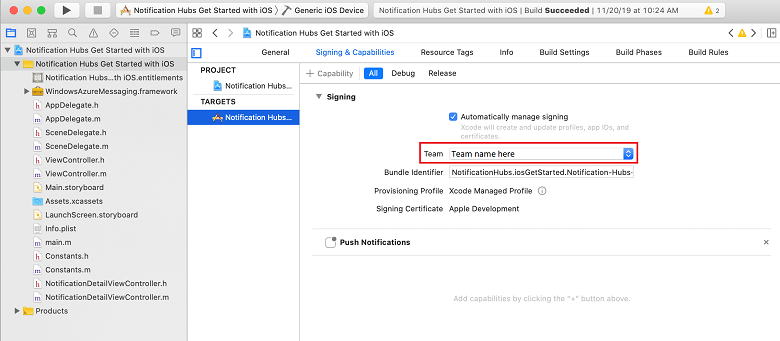 Notification Hubs Get Started with iOS
Generic iOS Device
Notification Hubs Get Started with iOS | Build Succeeded | 11/20/19 at 10:24 AM
2
Notification Hubs Get Started with iOS
Notification Hubs Get Started with iOS
Notification Hubs...th iOS.entitlements
WindowsAzureMessaging.framework
h AppDelegate.h
m AppDelegate.m
h SceneDelegate.h
m SceneDelegate.m
h ViewController.h
m ViewController.m
Main.storyboard
Assets.xcassets
LaunchScreen.storyboard
Info.plist
m main.m
h Constants.h
m Constants.m
h NotificationDetailViewController.h
m NotificationDetailViewController.m
Products
Notification Hubs Get Started with iOS
General
Signing & Capabilities
Resource Tags
Info
Build Settings
Build Phases
Build Rules
PROJECT
Notification Hubs...
TARGETS
Notification Hubs...
+ Capability
All
Debug
Release
Signing
Automatically manage signing
Xcode will create and update profiles, app IDs, and
certificates.
Team
Team name here
Bundle Identifier
NotificationHubs.iosGetStarted.Notification-Hubs-
Provisioning Profile
Xcode Managed Profile
Signing Certificate
Apple Development
Push Notifications
Add capabilities by clicking the "+" button above.